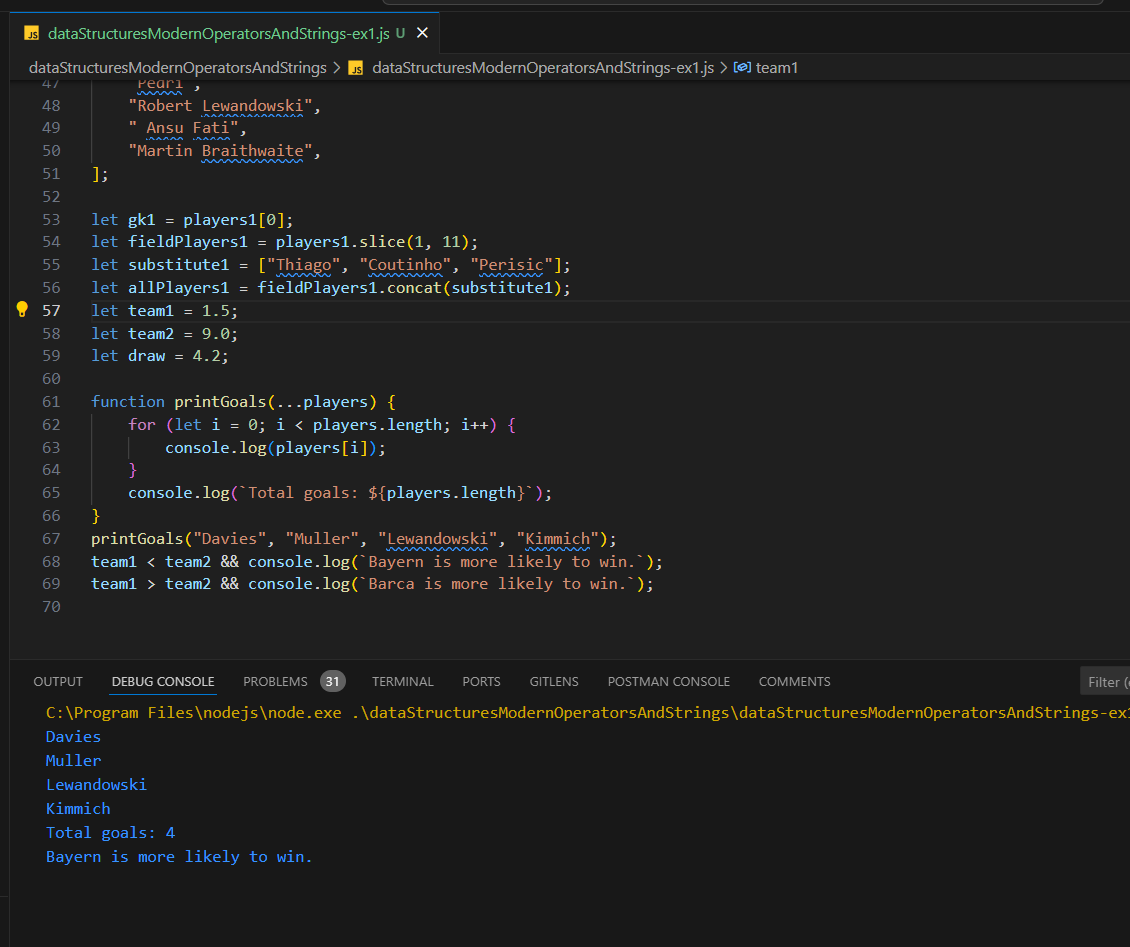 JS dataStructuresModernOperatorsAndStrings-ex1.js U
dataStructuresModernOperatorsAndStrings > JS dataStructuresModernOperatorsAndStrings-ex1.js > team1
47 "Pedri",
48 "Robert Lewandowski",
49 " Ansu Fati",
50 "Martin Braithwaite",
51 ];
52
53 let gk1 = players1[0];
54 let fieldPlayers1 = players1.slice(1, 11);
55 let substitute1 = ["Thiago", "Coutinho", "Perisic"];
56 let allPlayers1 = fieldPlayers1.concat(substitute1);
57 let team1 = 1.5;
58 let team2 = 9.0;
59 let draw = 4.2;
60
61 function printGoals(...players) {
62 for (let i = 0; i < players.length; i++) {
63 console.log(players[i]);
64 }
65 console.log(`Total goals: ${players.length}`);
66 }
67 printGoals("Davies", "Muller", "Lewandowski", "Kimmich");
68 team1 < team2 && console.log(`Bayern is more likely to win.`);
69 team1 > team2 && console.log(`Barca is more likely to win.`);
70
OUTPUT DEBUG CONSOLE PROBLEMS 31 TERMINAL PORTS GITLENS POSTMAN CONSOLE COMMENTS Filter (
C:\Program Files\nodejs\node.exe .\dataStructuresModernOperatorsAndStrings\dataStructuresModernOperatorsAndStrings-ex1
Davies
Muller
Lewandowski
Kimmich
Total goals: 4
Bayern is more likely to win.